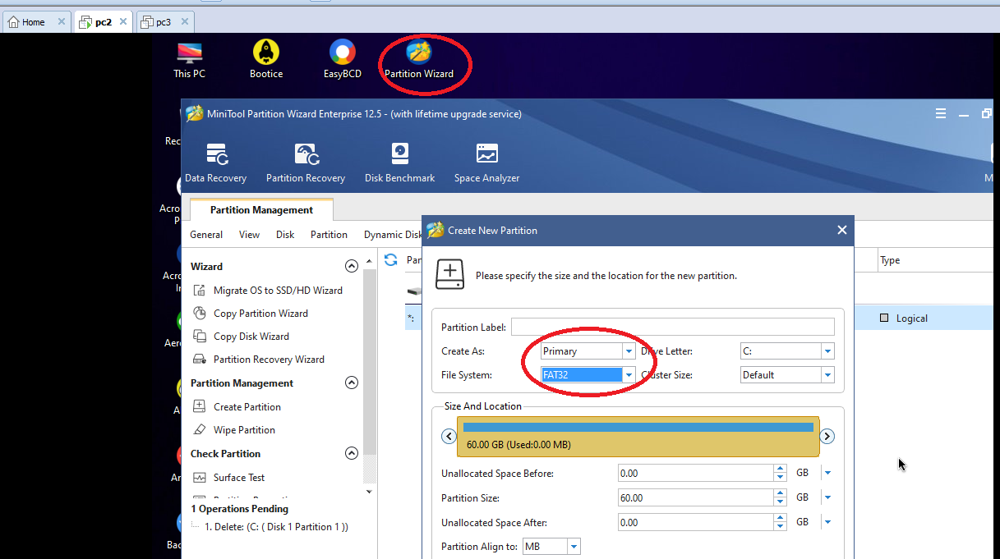 Home pc2 pc3
This PC Bootice EasyBCD Partition Wizard
MiniTool Partition Wizard Enterprise 12.5 - (with lifetime upgrade service)
Rec
Data Recovery Partition Recovery Disk Benchmark Space Analyzer M
Acro
P
Partition Management
General View Disk Partition Dynamic Disk
Create New Partition
Wizard
Par
Type
Please specify the size and the location for the new partition.
Acro
In
Migrate OS to SSD/HD Wizard
Copy Partition Wizard
*:
Logical
Copy Disk Wizard
Aero
Partition Recovery Wizard
Partition Label:
Create As: Primary Drive Letter: C:
File System: FAT32 Cluster Size: Default
Partition Management
Create Partition
A
Wipe Partition
Size And Location
60.00 GB (Used:0.00 MB)
Check Partition
Surface Test
Ar
Unallocated Space Before: 0.00 GB
Partition Size: 60.00 GB
1 Operations Pending
1. Delete: (C: ( Disk 1 Partition 1 ))
Unallocated Space After: 0.00 GB
Bac
Partition Align to: MB